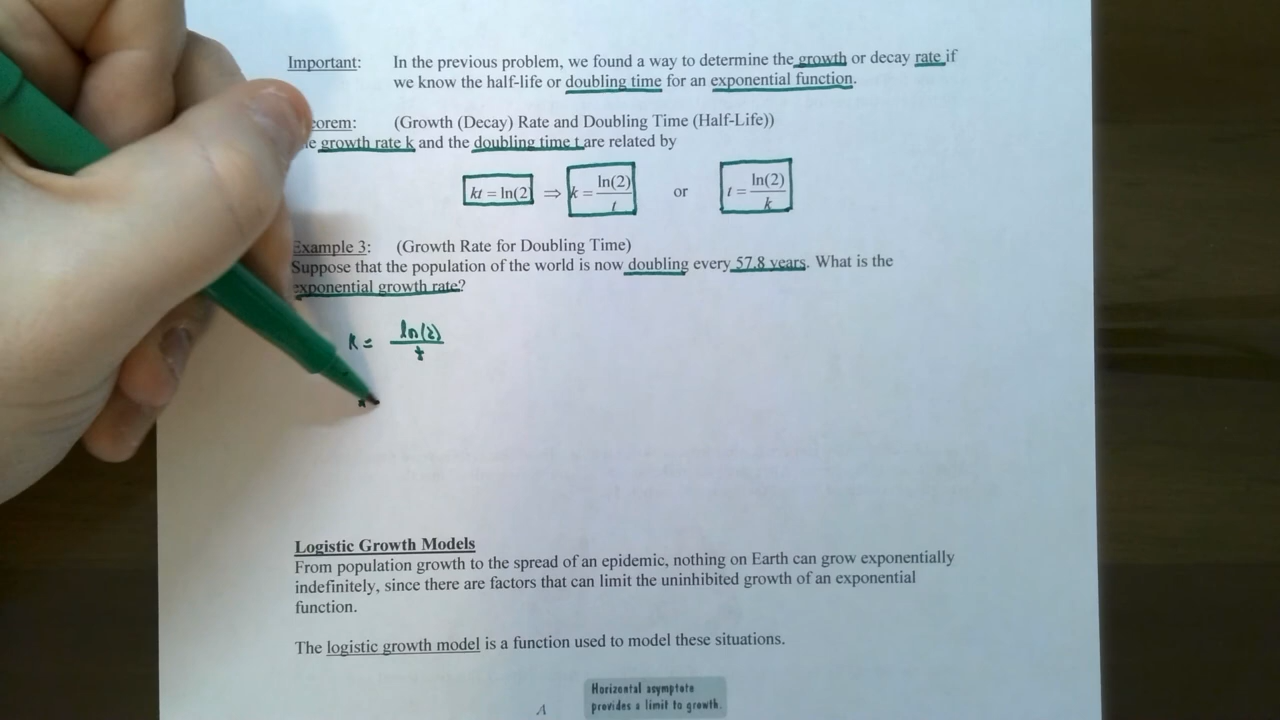 Important: In the previous problem, we found a way to determine the growth or decay rate if
we know the half-life or doubling time for an exponential function.
eorem: (Growth (Decay) Rate and Doubling Time (Half-Life))
e growth rate k and the doubling time t are related by
kt = ln(2) ⇒ k = ln(2)/t or t = ln(2)/k
Example 3: (Growth Rate for Doubling Time)
Suppose that the population of the world is now doubling every 57.8 years. What is the
exponential growth rate?
k = ln(2)/t
Logistic Growth Models
From population growth to the spread of an epidemic, nothing on Earth can grow exponentially
indefinitely, since there are factors that can limit the uninhibited growth of an exponential
function.
The logistic growth model is a function used to model these situations.
Horizontal asymptote
provides a limit to growth.
A